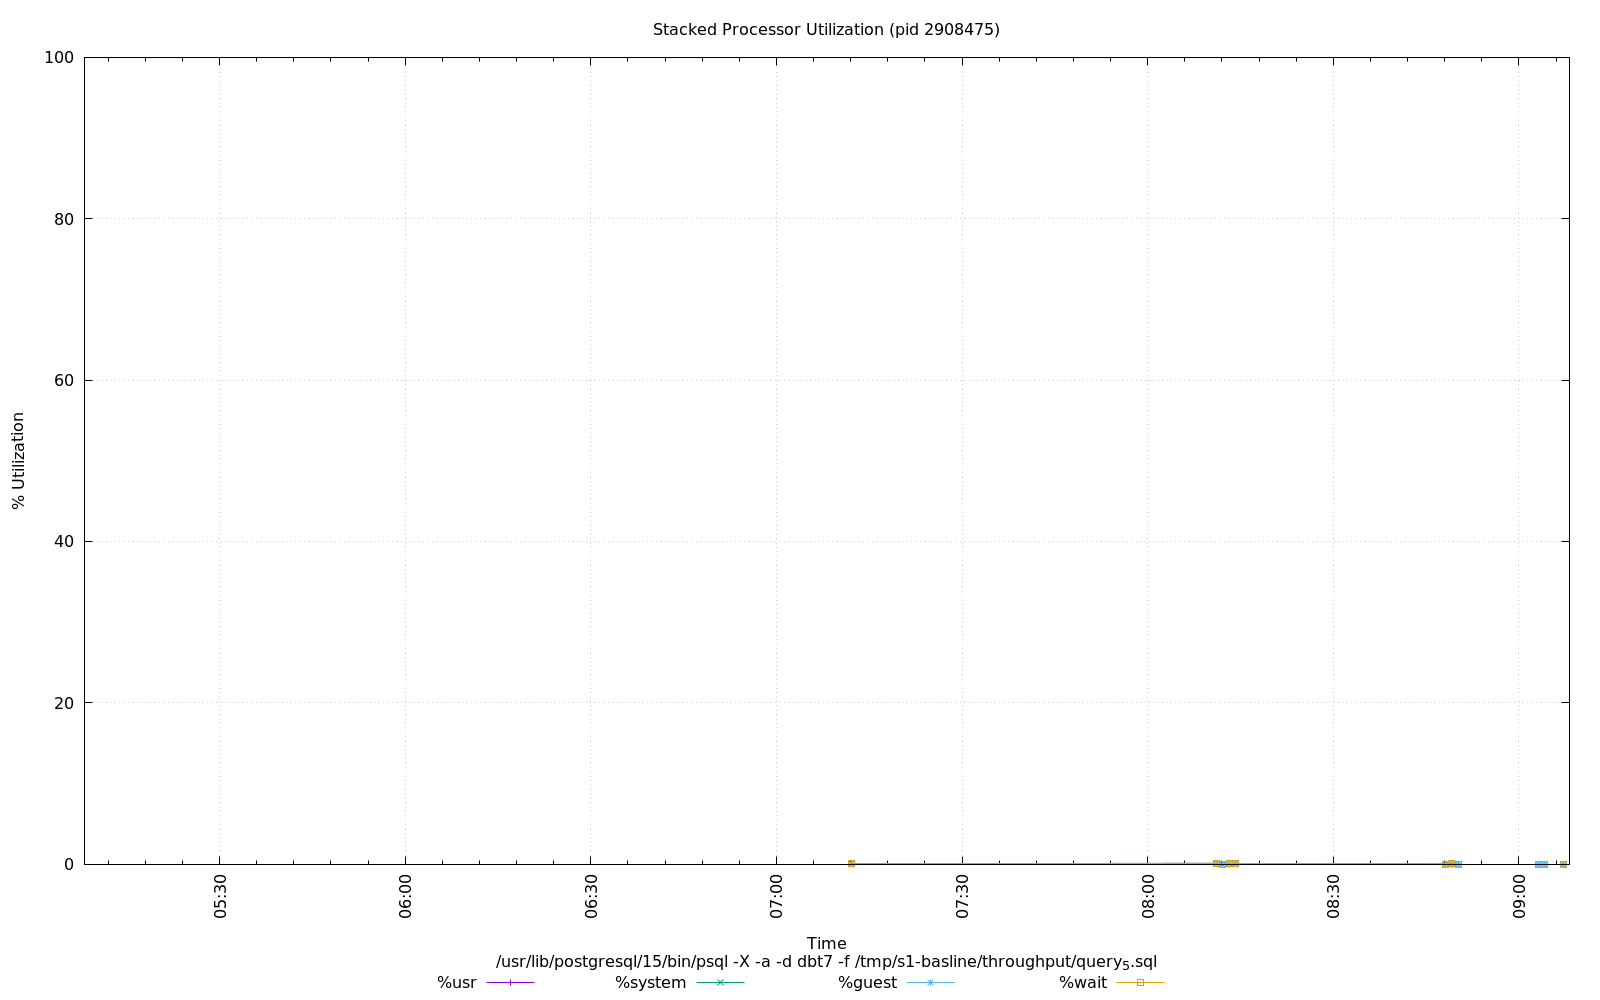 Stacked Processor Utilization (pid 2908475)
100
80
60
40
20
0
% Utilization
05:30
06:00
06:30
07:00
07:30
08:00
08:30
09:00
Time
/usr/lib/postgresql/15/bin/psql -X -a -d dbt7 -f /tmp/s1-basline/throughput/query5.sql
%usr %system %guest %wait